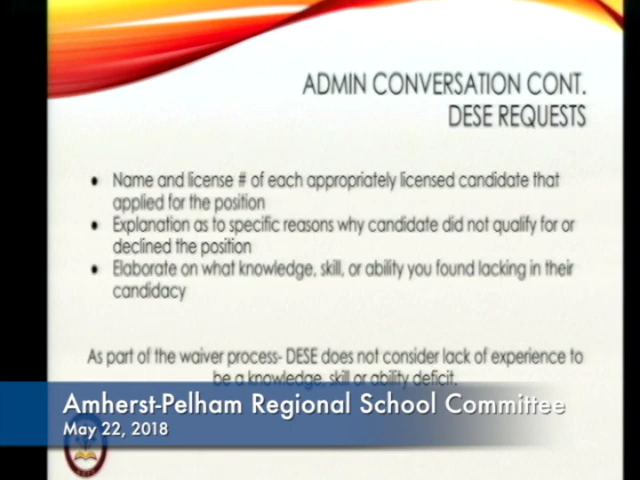 ADMIN CONVERSATION CONT.
DESE REQUESTS
• Name and license # of each appropriately licensed candidate that
applied for the position
• Explanation as to specific reasons why candidate did not qualify for or
declined the position
• Elaborate on what knowledge, skill, or ability you found lacking in their
candidacy
As part of the waiver process- DESE does not consider lack of experience to
be a knowledge, skill or ability deficit.
Amherst-Pelham Regional School Committee
May 22, 2018